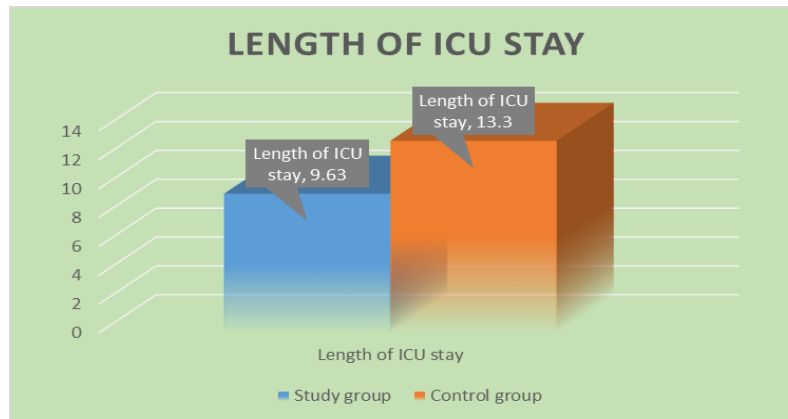 LENGTH OF ICU STAY
Length of ICU
stay, 13.3
Length of ICU
stay, 9.63
14
12
10
8
6
4
2
0
Length of ICU stay
Study group
Control group